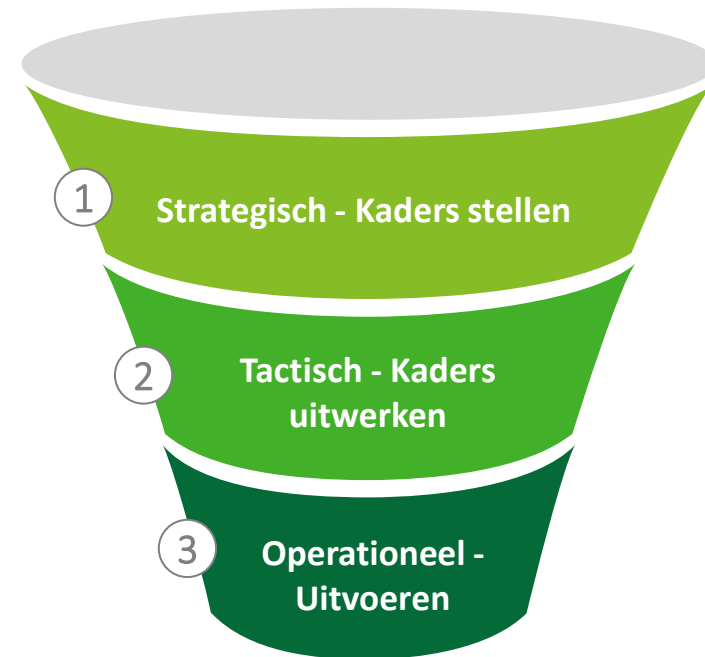 1
Strategisch - Kaders stellen
2
Tactisch - Kaders
uitwerken
3
Operationeel -
Uitvoeren